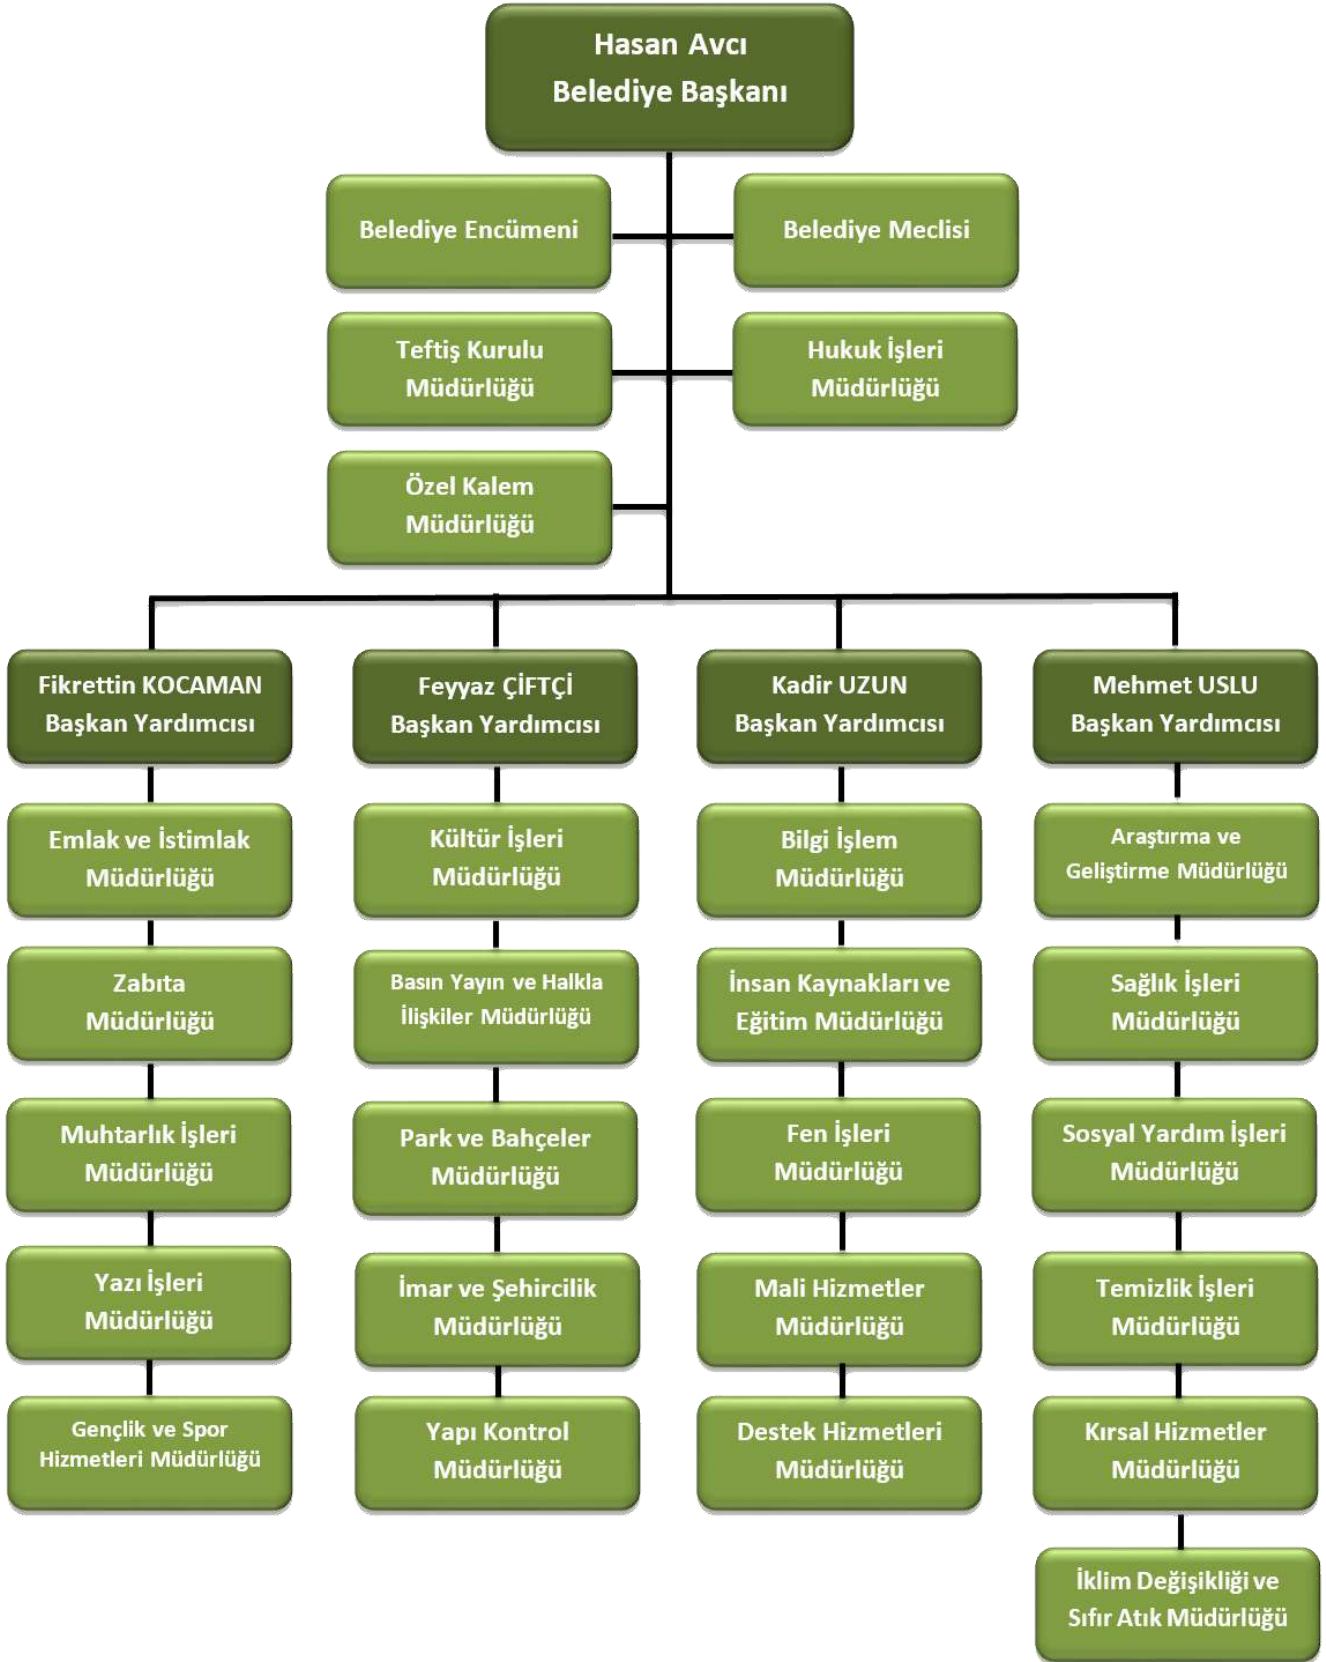 Hasan Avcı
Belediye Başkanı
Belediye Encümeni
Belediye Meclisi
Teftiş Kurulu
Müdürlüğü
Hukuk İşleri
Müdürlüğü
Özel Kalem
Müdürlüğü
Fikrettin KOCAMAN
Başkan Yardımcısı
Emlak ve İstimlak
Müdürlüğü
Zabıta
Müdürlüğü
Muhtarlık İşleri
Müdürlüğü
Yazı İşleri
Müdürlüğü
Gençlik ve Spor
Hizmetleri Müdürlüğü
Feyyaz ÇİFTÇİ
Başkan Yardımcısı
Kültür İşleri
Müdürlüğü
Basın Yayın ve Halkla
İlişkiler Müdürlüğü
Park ve Bahçeler
Müdürlüğü
İmar ve Şehircilik
Müdürlüğü
Yapı Kontrol
Müdürlüğü
Kadir UZUN
Başkan Yardımcısı
Bilgi İşlem
Müdürlüğü
İnsan Kaynakları ve
Eğitim Müdürlüğü
Fen İşleri
Müdürlüğü
Mali Hizmetler
Müdürlüğü
Destek Hizmetleri
Müdürlüğü
Mehmet USLU
Başkan Yardımcısı
Araştırma ve
Geliştirme Müdürlüğü
Sağlık İşleri
Müdürlüğü
Sosyal Yardım İşleri
Müdürlüğü
Temizlik İşleri
Müdürlüğü
Kırsal Hizmetler
Müdürlüğü
İklim Değişikliği ve
Sıfır Atık Müdürlüğü